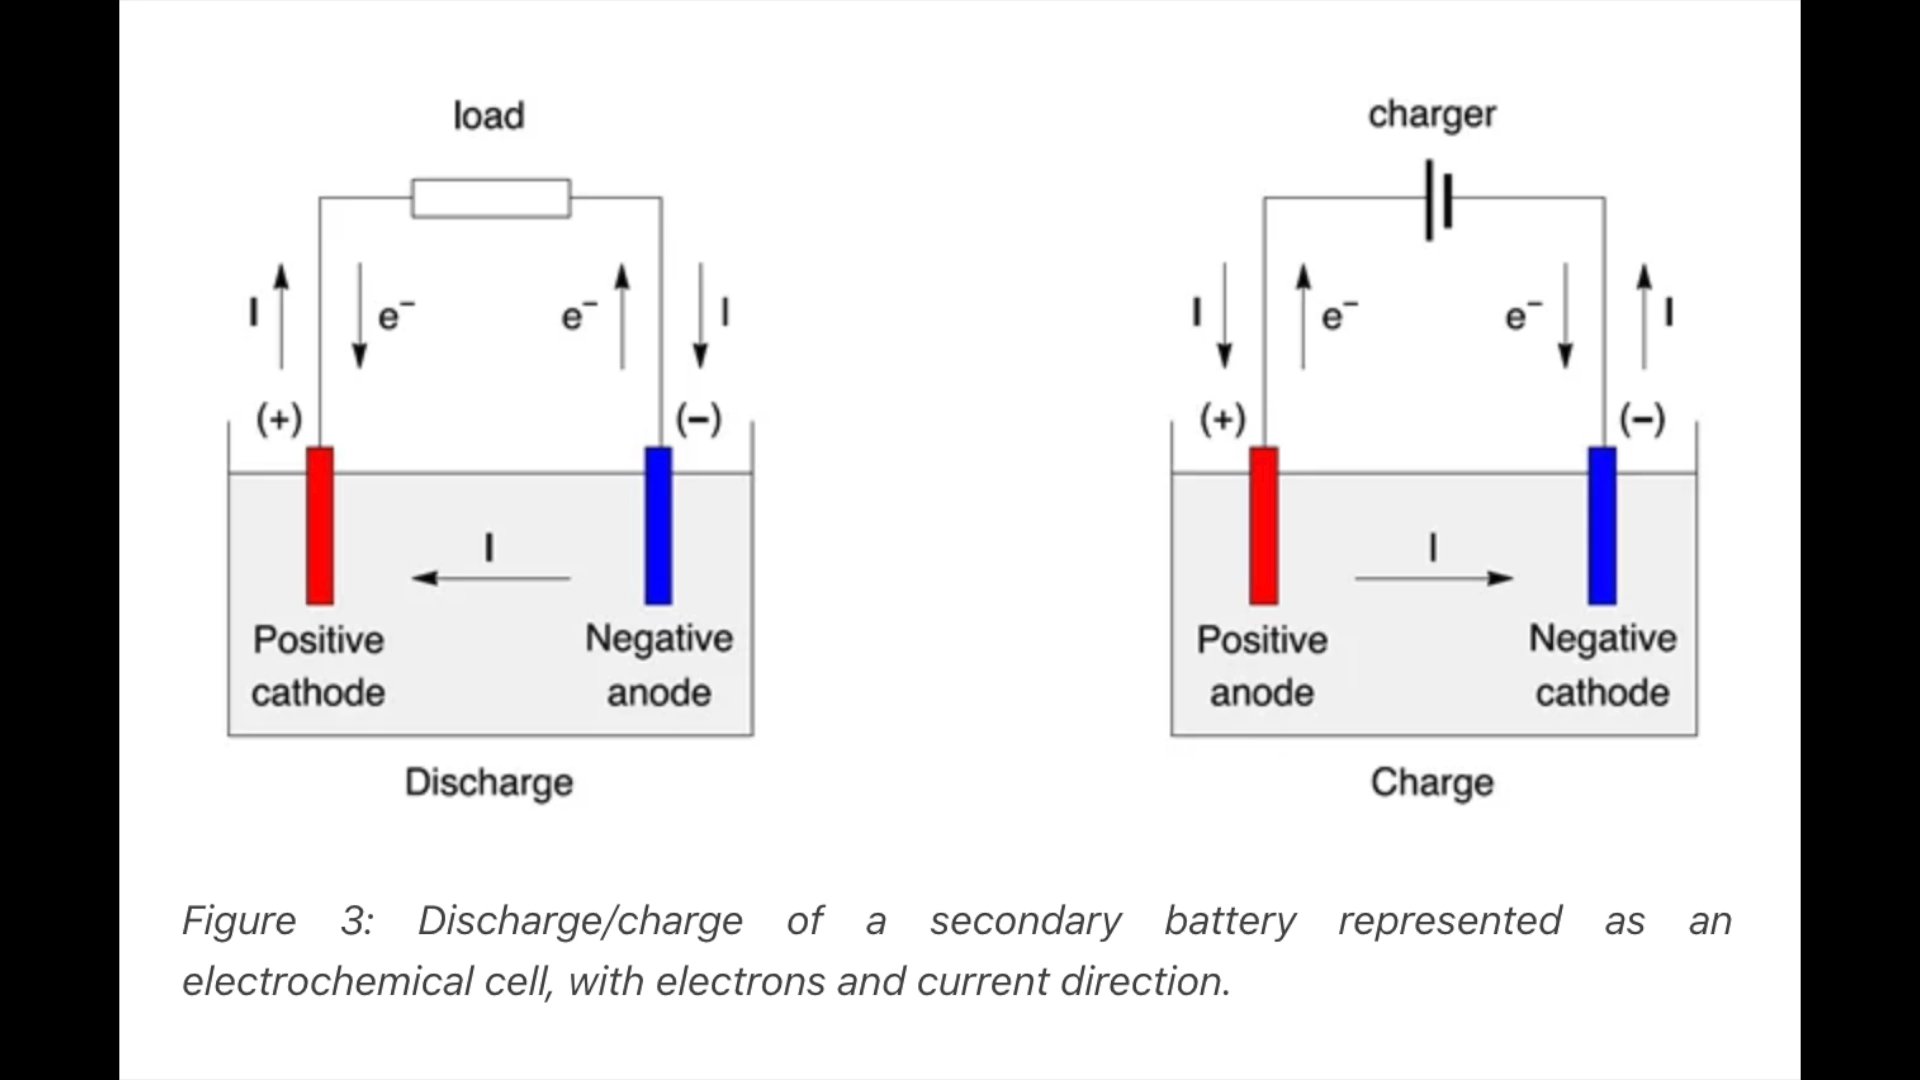 load
I
e⁻
e⁻
I
(+)
(−)
I
Positive
cathode
Negative
anode
Discharge
charger
I
e⁻
e⁻
I
(+)
(−)
I
Positive
anode
Negative
cathode
Charge
Figure 3: Discharge/charge of a secondary battery represented as an
electrochemical cell, with electrons and current direction.